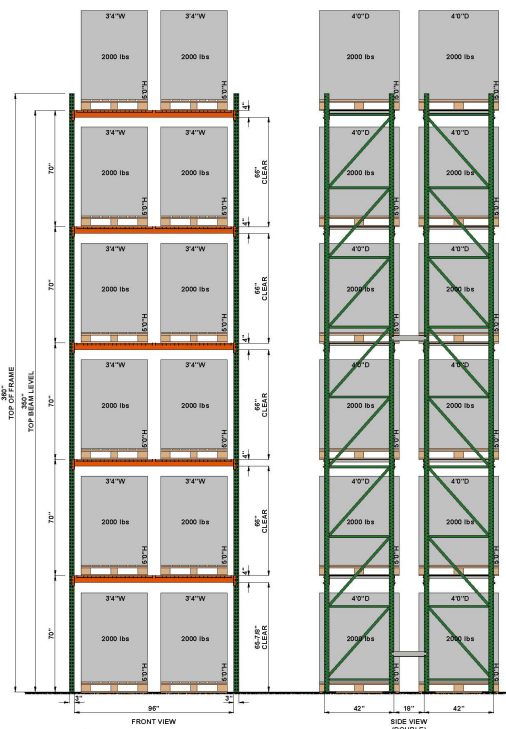 3'4"W 3'4"W 4'0"D 4'0"D
2000 lbs 2000 lbs 2000 lbs 2000 lbs
5'0"H 5'0"H 5'0"H 5'0"H
4"
3'4"W 3'4"W 4'0"D 4'0"D
2000 lbs 2000 lbs 2000 lbs 2000 lbs
5'0"H 5'0"H 5'0"H 5'0"H
70"
66"
CLEAR
4"
3'4"W 3'4"W 4'0"D 4'0"D
2000 lbs 2000 lbs 2000 lbs 2000 lbs
5'0"H 5'0"H 5'0"H 5'0"H
70"
66"
CLEAR
4"
360"
TOP OF FRAME
350"
TOP BEAM LEVEL
3'4"W 3'4"W 4'0"D 4'0"D
2000 lbs 2000 lbs 2000 lbs 2000 lbs
5'0"H 5'0"H 5'0"H 5'0"H
70"
66"
CLEAR
4"
3'4"W 3'4"W 4'0"D 4'0"D
2000 lbs 2000 lbs 2000 lbs 2000 lbs
5'0"H 5'0"H 5'0"H 5'0"H
70"
66"
CLEAR
4"
3'4"W 3'4"W 4'0"D 4'0"D
2000 lbs 2000 lbs 2000 lbs 2000 lbs
5'0"H 5'0"H 5'0"H 5'0"H
70"
65-7/8"
CLEAR
3" 96" 3" 42" 18" 42"
FRONT VIEW SIDE VIEW
(DOUBLE)